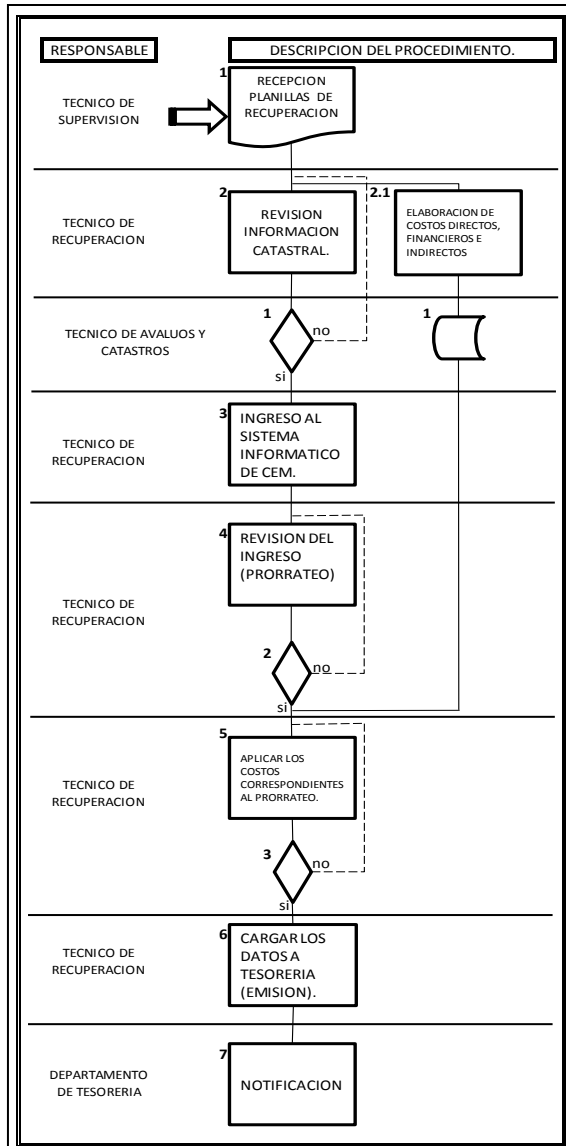 RESPONSABLE
DESCRIPCION DEL PROCEDIMIENTO.
TECNICO DE
SUPERVISION
1
RECEPCION
PLANILLAS DE
RECUPERACION
TECNICO DE
RECUPERACION
2
REVISION
INFORMACION
CATASTRAL.
2.1
ELABORACION DE
COSTOS DIRECTOS,
FINANCIEROS E
INDIRECTOS
TECNICO DE AVALUOS Y
CATASTROS
1
no
si
1
TECNICO DE
RECUPERACION
3
INGRESO AL
SISTEMA
INFORMATICO
DE CEM.
TECNICO DE
RECUPERACION
4
REVISION DEL
INGRESO
(PRORRATEO)
2
no
si
TECNICO DE
RECUPERACION
5
APLICAR LOS
COSTOS
CORRESPONDIENTES
AL PRORRATEO.
3
no
si
TECNICO DE
RECUPERACION
6
CARGAR LOS
DATOS A
TESORERIA
(EMISION).
DEPARTAMENTO
DE TESORERIA
7
NOTIFICACION